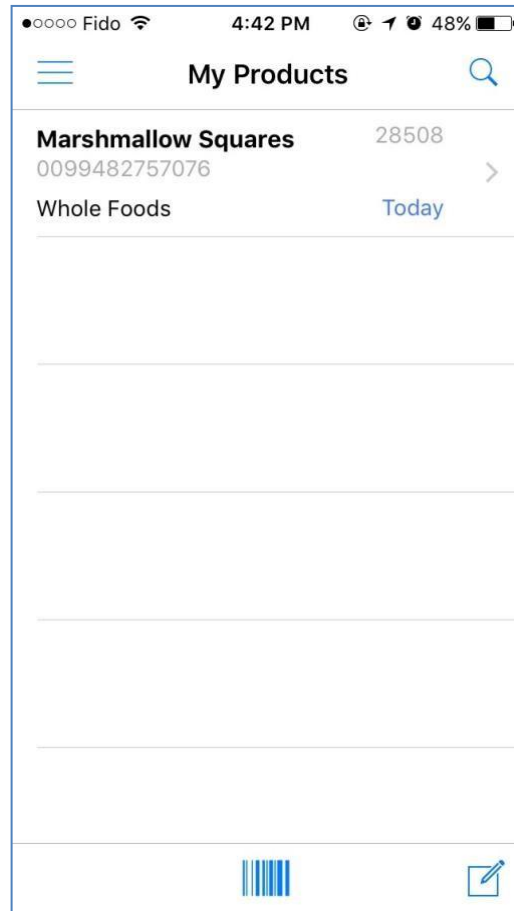 Fido 4:42 PM 48%
My Products
Marshmallow Squares 28508
0099482757076
Whole Foods Today